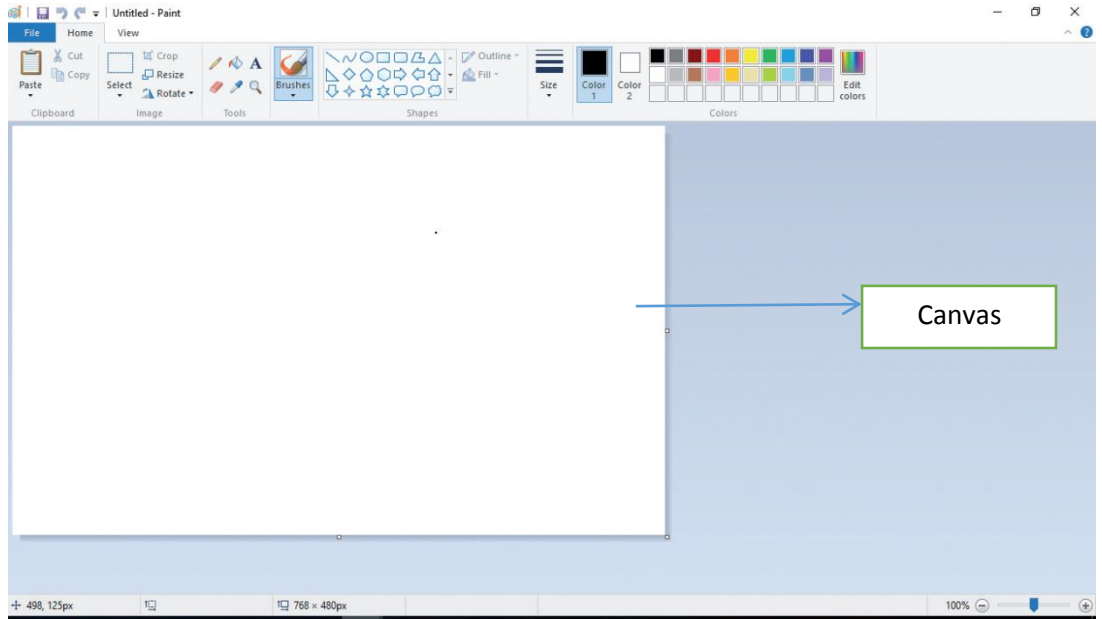 Untitled - Paint
File Home View
Cut Crop Outline
Copy Resize Fill
Paste Select Rotate Brushes Size Color 1 Color 2 Edit colors
A
Clipboard Image Tools Shapes Colors
Canvas
498, 125px 768 × 480px 100%